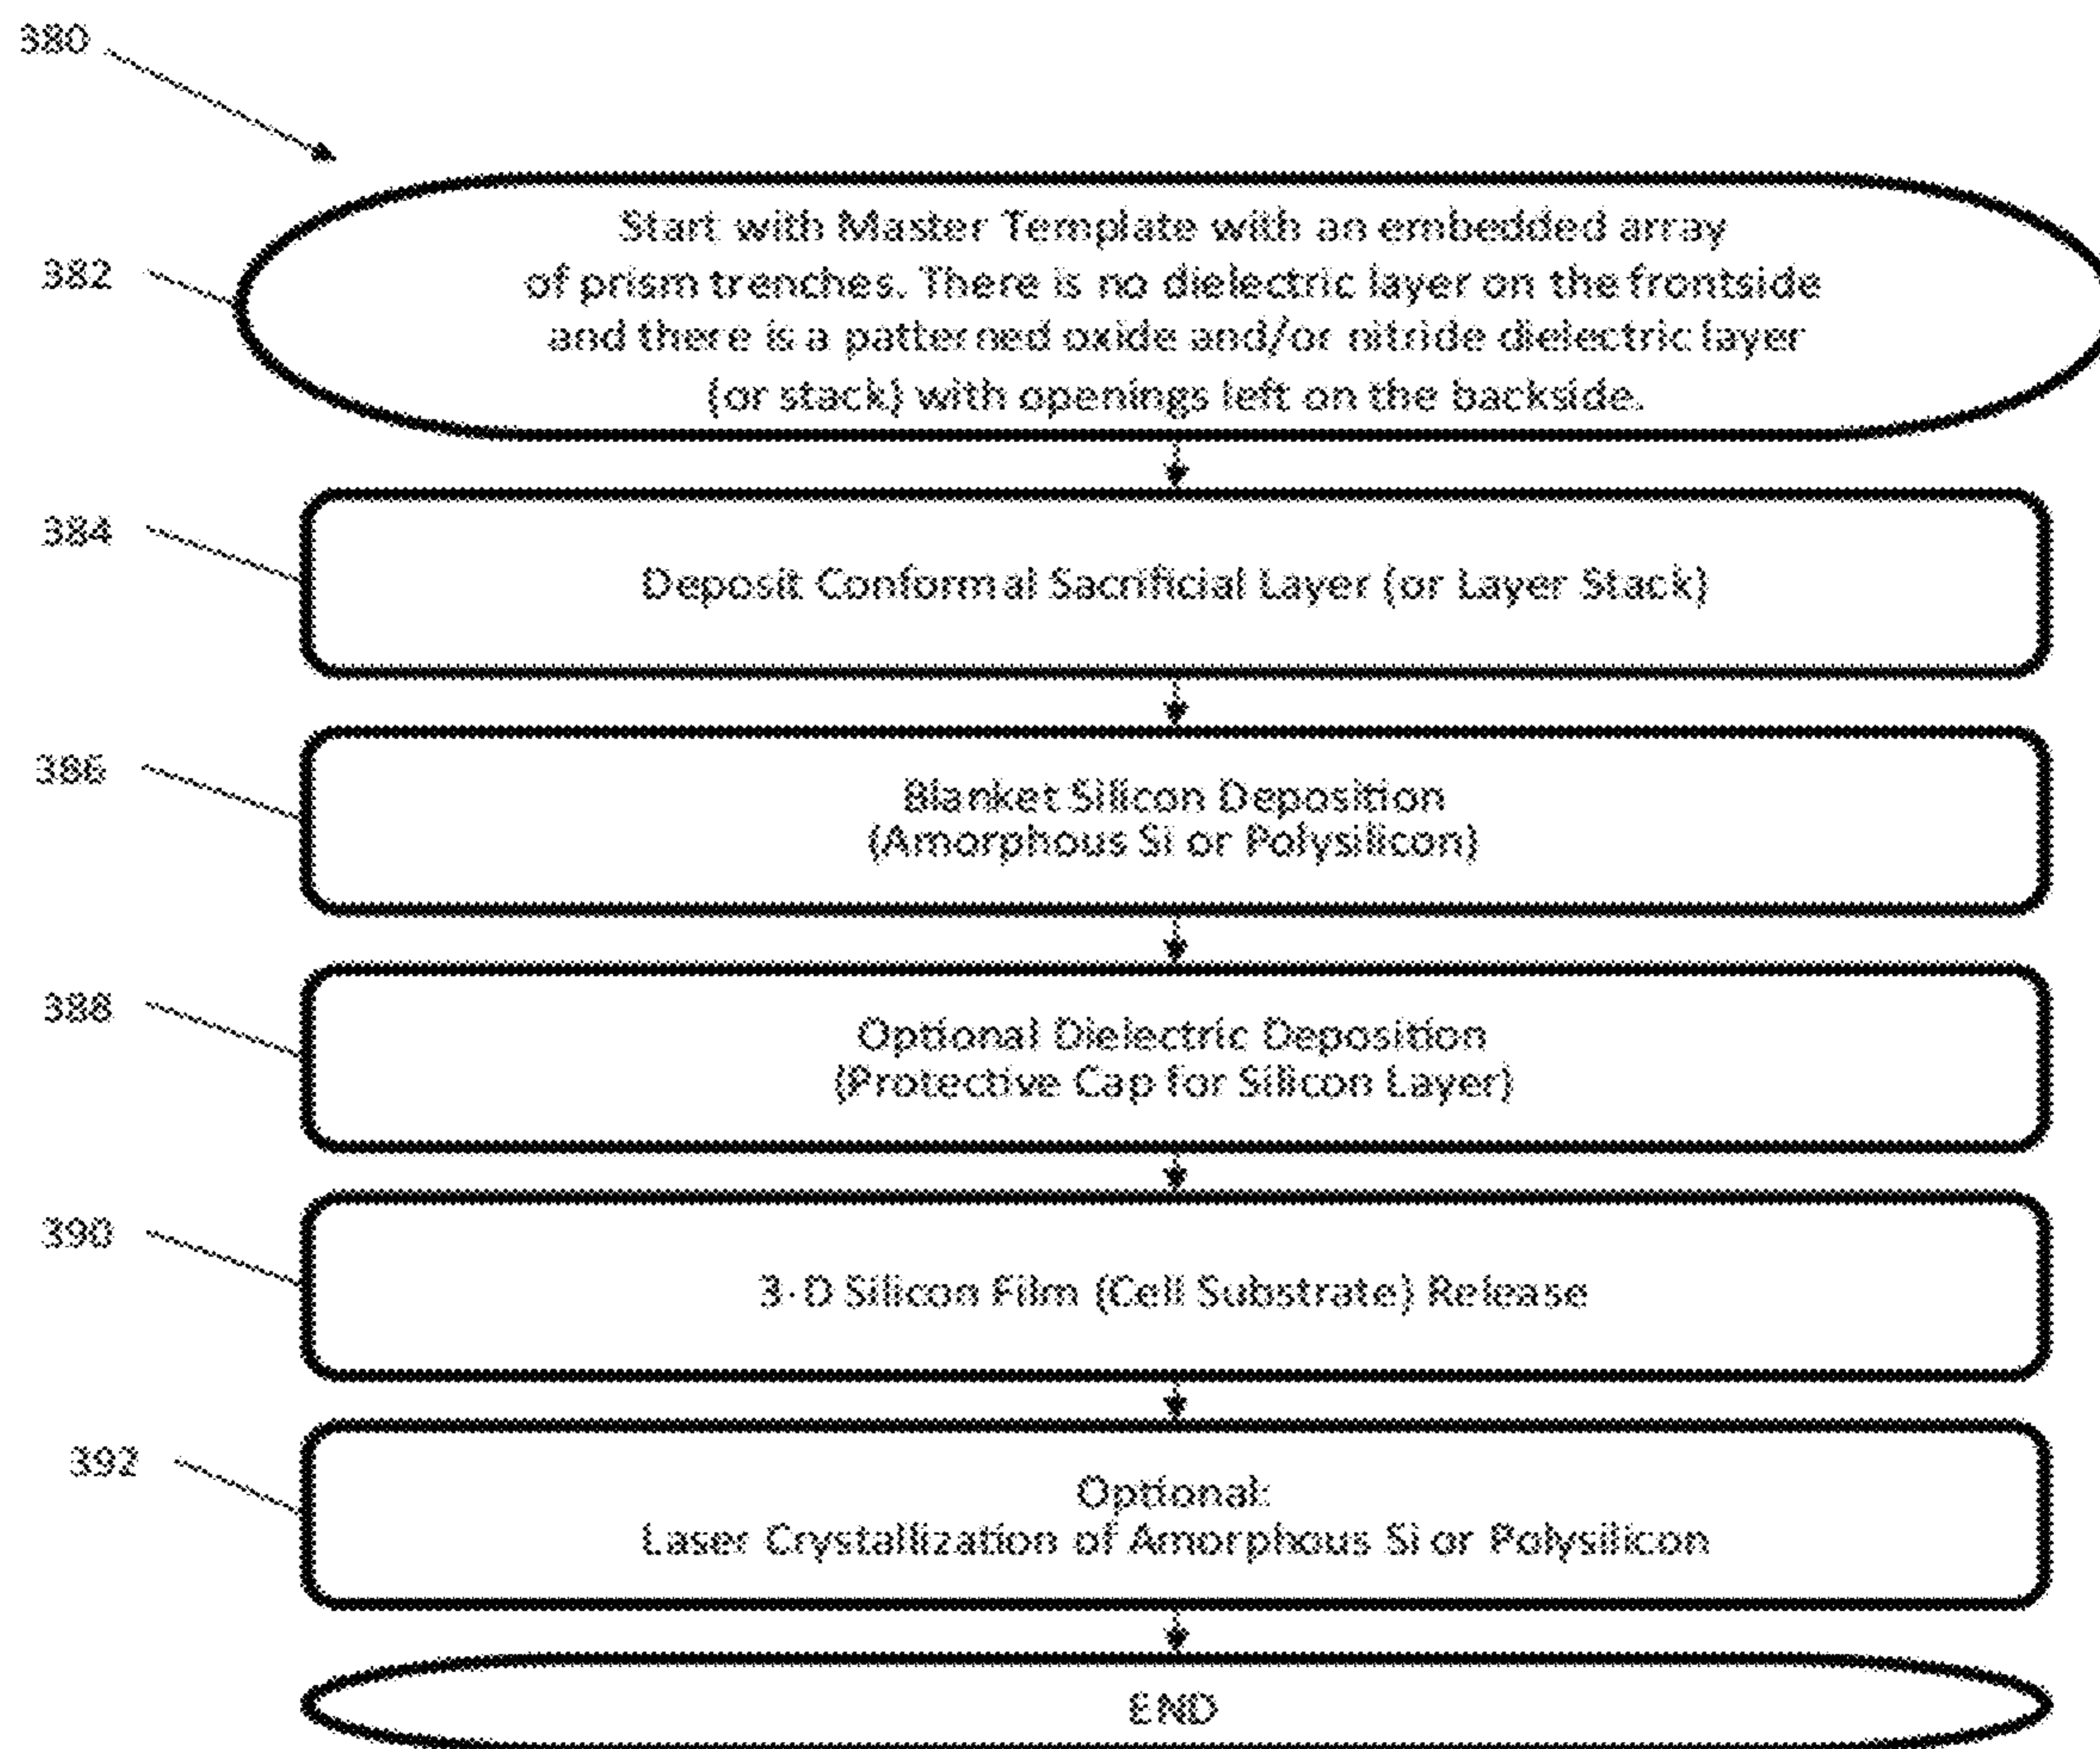 380
382
Start with Master Template with an embedded array
of prism trenches. There is no dielectric layer on the frontside
and there is a patterned oxide and/or nitride dielectric layer
(or stack) with openings left on the backside.
384
Deposit Conformal Sacrificial Layer (or Layer Stack)
386
Blanket Silicon Deposition
(Amorphous Si or Polysilicon)
388
Optional Dielectric Deposition
(Protective Cap for Silicon Layer)
390
3-D Silicon Film (Cell Substrate) Release
392
Optional:
Laser Crystallization of Amorphous Si or Polysilicon
END